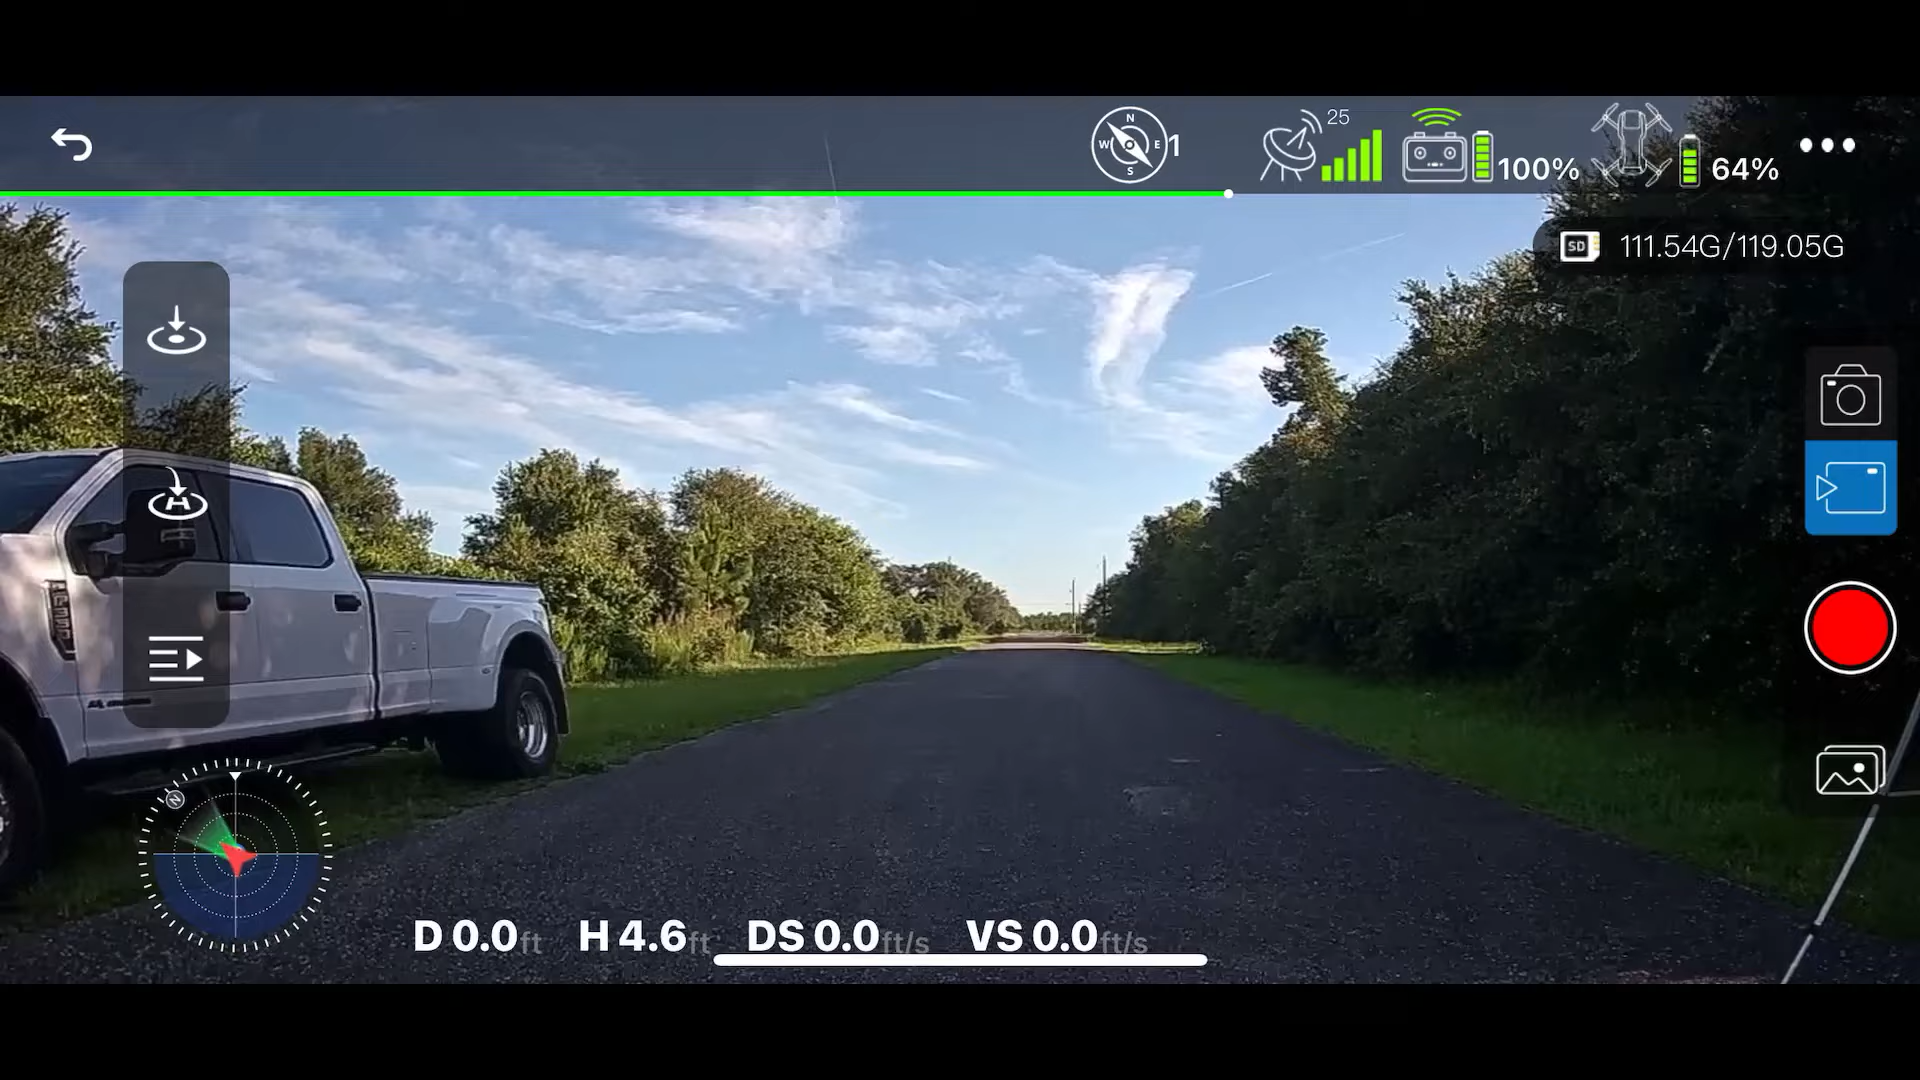 N
W E 1
S
25
100%
64%
SD 111.54G/119.05G
H
F350
N
D 0.0ft H 4.6ft DS 0.0ft/s VS 0.0ft/s